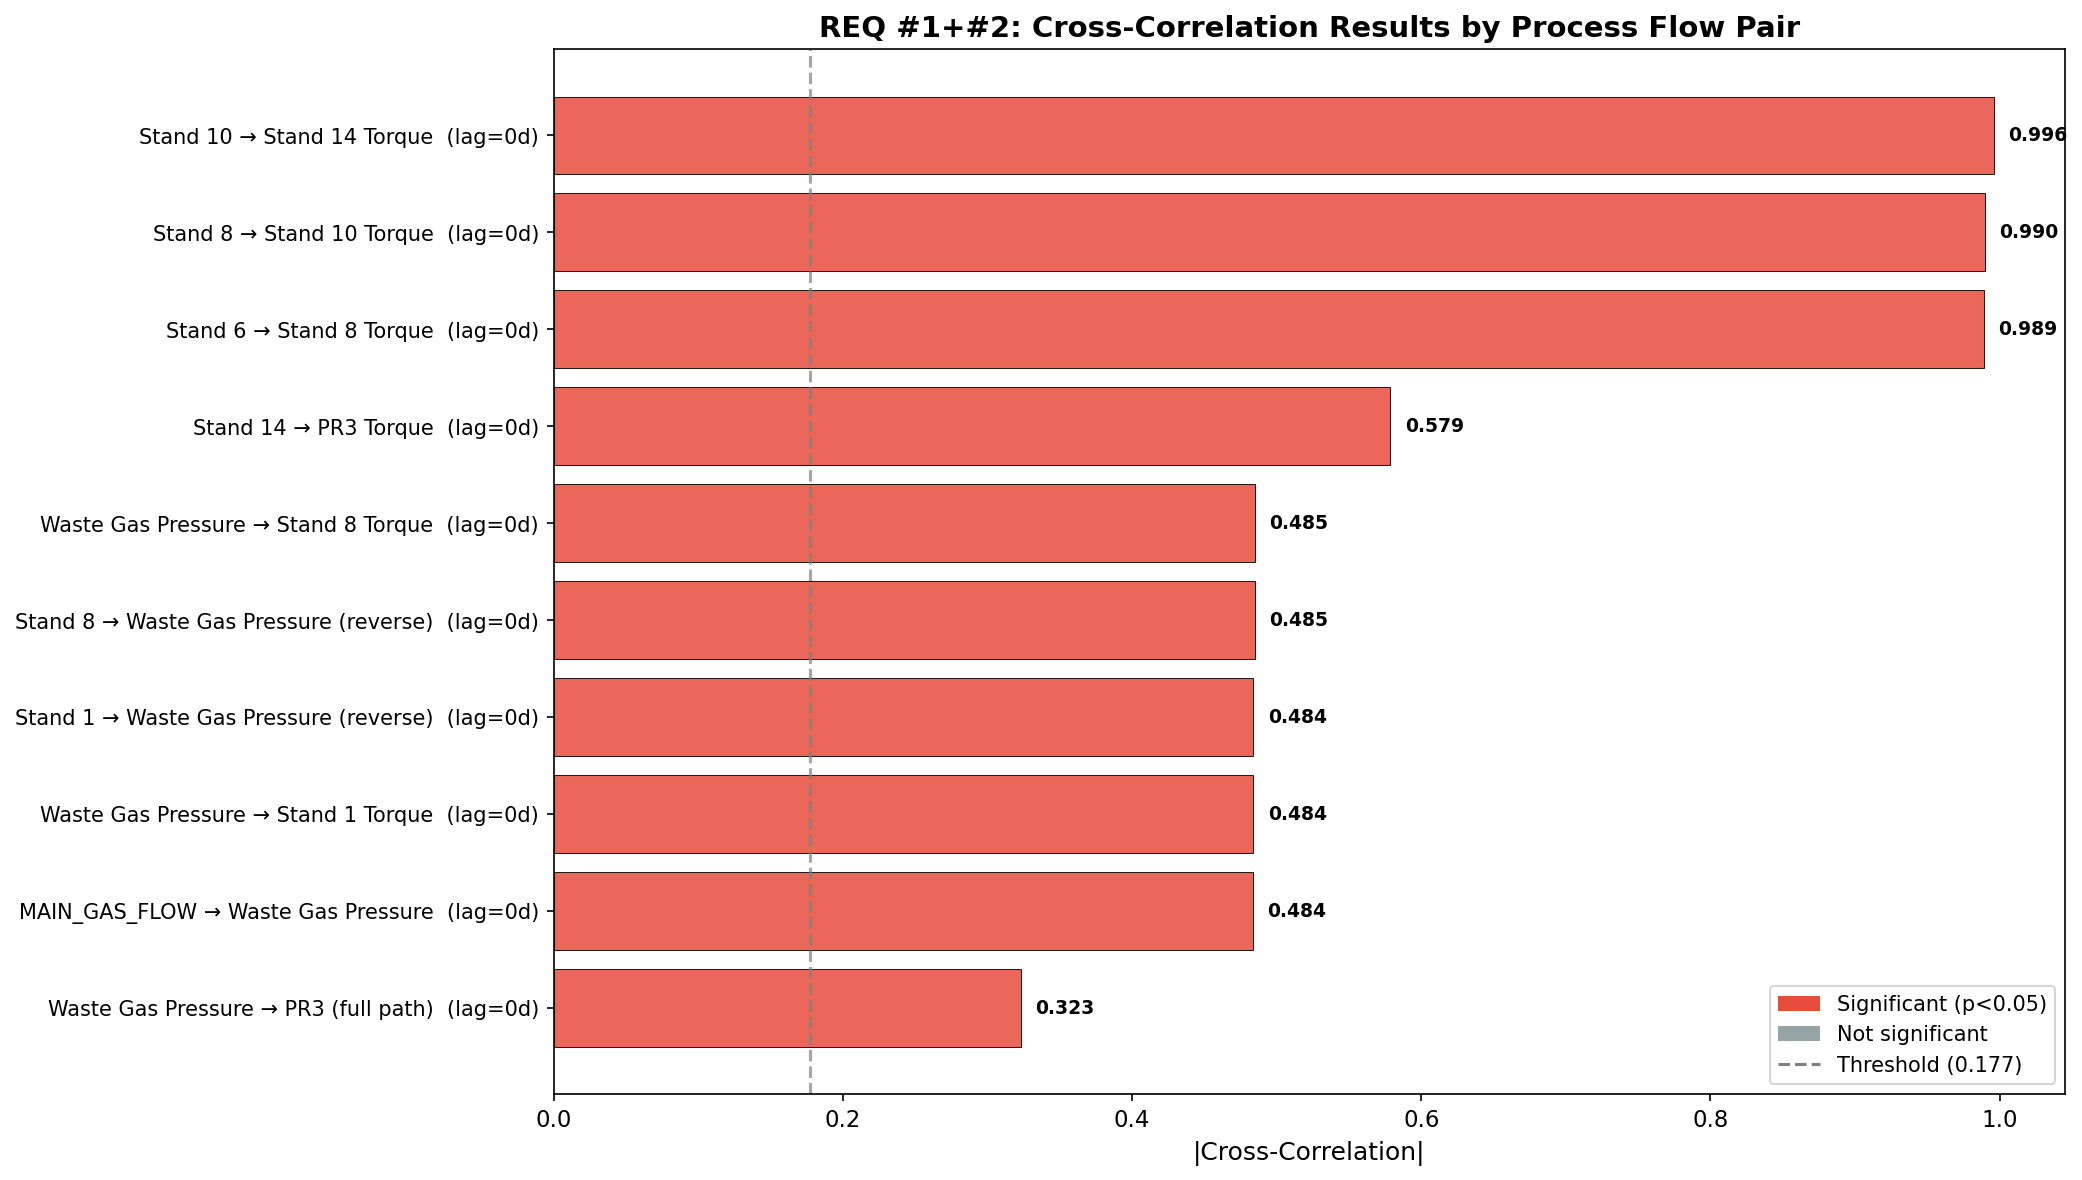 REQ #1+#2: Cross-Correlation Results by Process Flow Pair
Stand 10 → Stand 14 Torque  (lag=0d)
0.996
Stand 8 → Stand 10 Torque  (lag=0d)
0.990
Stand 6 → Stand 8 Torque  (lag=0d)
0.989
Stand 14 → PR3 Torque  (lag=0d)
0.579
Waste Gas Pressure → Stand 8 Torque  (lag=0d)
0.485
Stand 8 → Waste Gas Pressure (reverse)  (lag=0d)
0.485
Stand 1 → Waste Gas Pressure (reverse)  (lag=0d)
0.484
Waste Gas Pressure → Stand 1 Torque  (lag=0d)
0.484
MAIN_GAS_FLOW → Waste Gas Pressure  (lag=0d)
0.484
Waste Gas Pressure → PR3 (full path)  (lag=0d)
0.323
Significant (p<0.05)
Not significant
Threshold (0.177)
0.0 0.2 0.4 0.6 0.8 1.0
|Cross-Correlation|